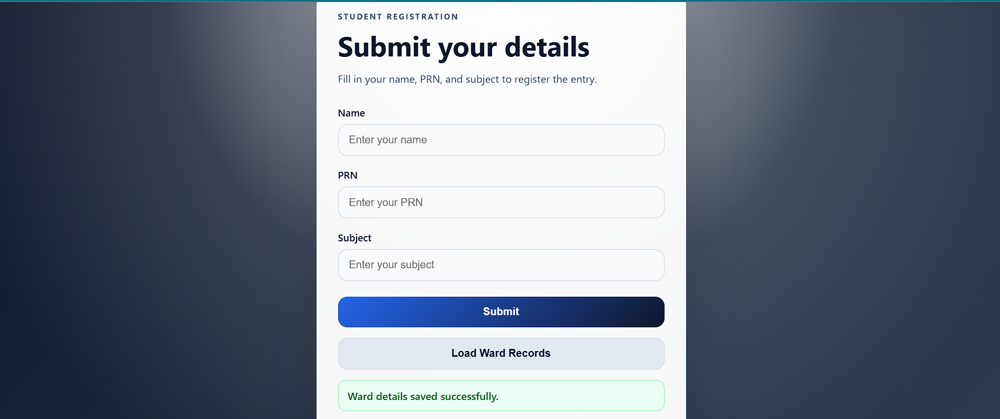 STUDENT REGISTRATION
Submit your details
Fill in your name, PRN, and subject to register the entry.
Name
Enter your name
PRN
Enter your PRN
Subject
Enter your subject
Submit
Load Ward Records
Ward details saved successfully.